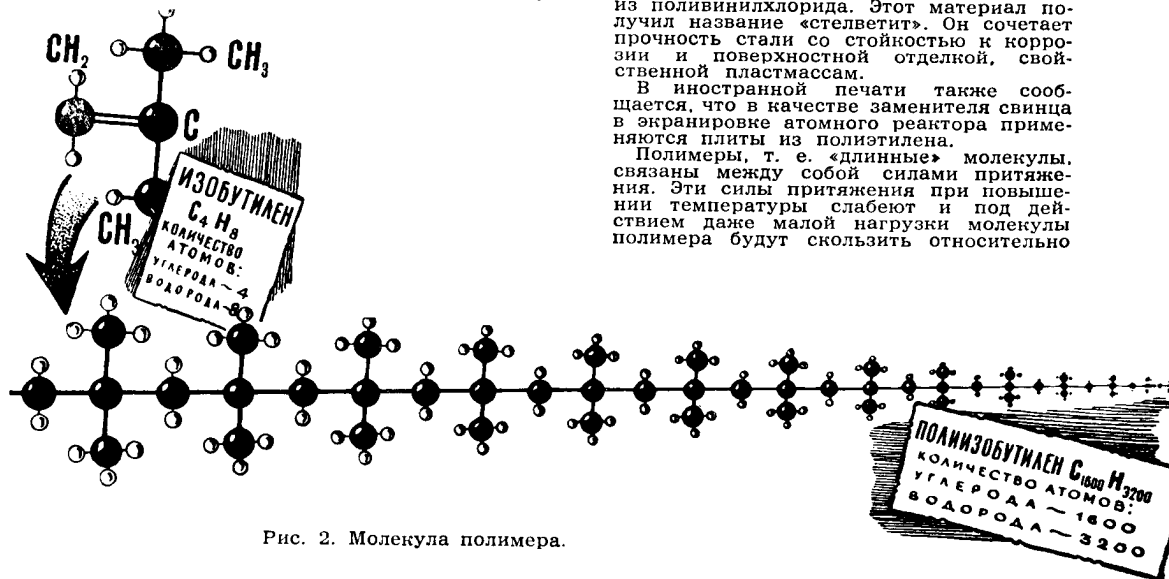 из поливинилхлорида. Этот материал по-
лучил название «стелветит». Он сочетает
прочность стали со стойкостью к корро-
зии и поверхностной отделкой, свой-
ственной пластмассам.
В иностранной печати также сооб-
щается, что в качестве заменителя свинца
в экранировке атомного реактора приме-
няются плиты из полиэтилена.
Полимеры, т. е. «длинные» молекулы,
связаны между собой силами притяже-
ния. Эти силы притяжения при повыше-
нии температуры слабеют и под дей-
ствием даже малой нагрузки молекулы
полимера будут скользить относительно
CH₂
CH₃
C
CH₃
ИЗОБУТИЛЕН
C₄ H₈
КОЛИЧЕСТВО
АТОМОВ:
УГЛЕРОДА ~ 4
ВОДОРОДА ~ 8
ПОЛИИЗОБУТИЛЕН C₁₆₀₀ H₃₂₀₀
КОЛИЧЕСТВО АТОМОВ:
УГЛЕРОДА ~ 1600
ВОДОРОДА ~ 3200
Рис. 2. Молекула полимера.